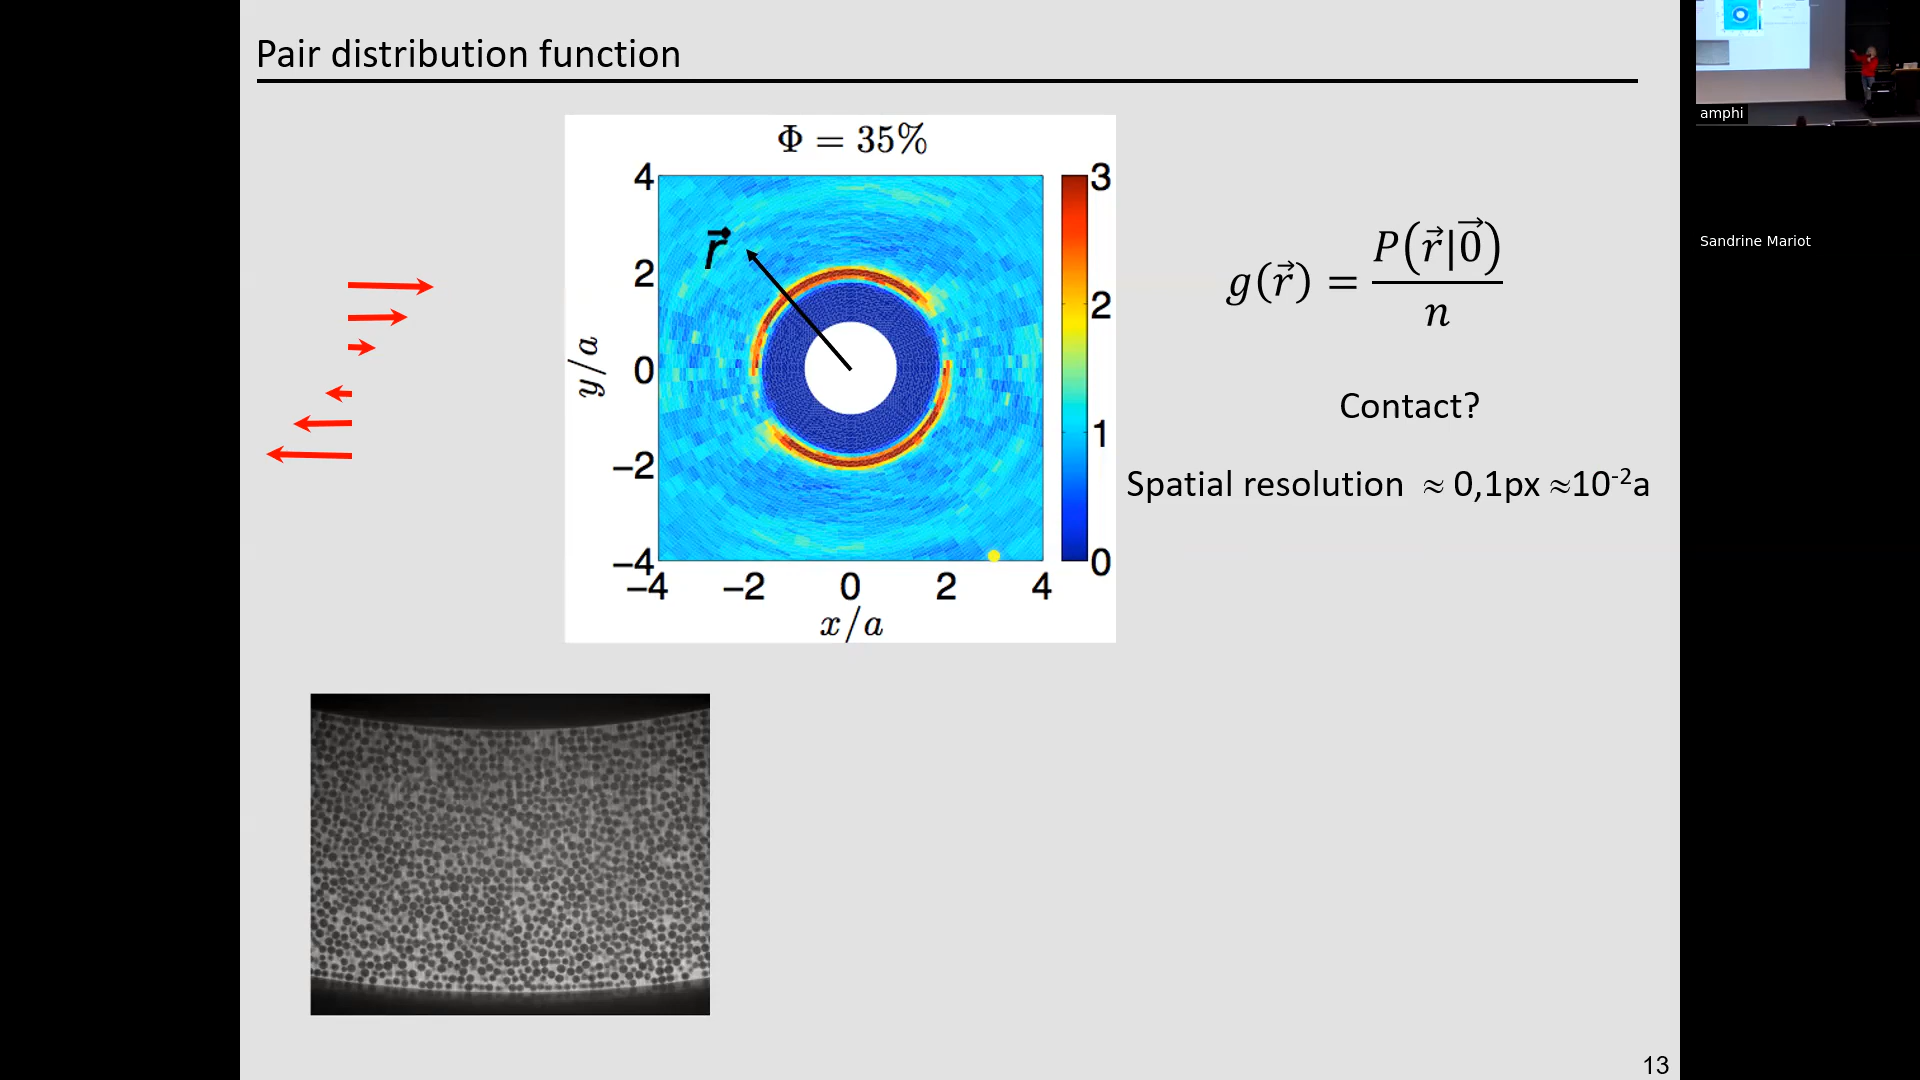 Pair distribution function
Φ = 35%
4
2
0
−2
−4
y/a
−4 −2 0 2 4
x/a
3
2
1
0
r⃗
g(r⃗) = P(r⃗|0⃗) / n
Contact?
Spatial resolution ≈ 0,1px ≈10⁻²a
13
amphi
Sandrine Mariot